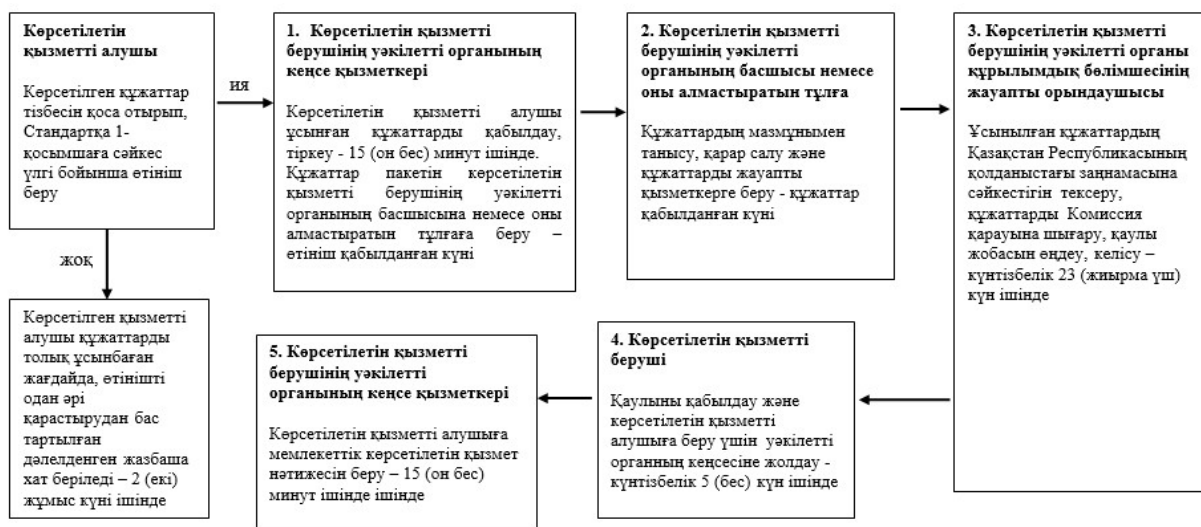 Көрсетілетін
қызметті алушы
Көрсетілген құжаттар
тізбесін қоса отырып,
Стандартқа 1-
қосымшаға сәйкес
үлгі бойынша өтініш
беру
ия
1. Көрсетілетін қызметті
берушінің уәкілетті органының
кеңсе қызметкері
Көрсетілетін қызметті алушы
ұсынған құжаттарды қабылдау,
тіркеу - 15 (он бес) минут ішінде.
Құжаттар пакетін көрсетілетін
қызметті берушінің уәкілетті
органының басшысына немесе оны
алмастыратын тұлғаға беру –
өтініш қабылданған күні
2. Көрсетілетін қызметті
берушінің уәкілетті
органының басшысы немесе
оны алмастыратын тұлға
Құжаттардың мазмұнымен
танысу, қарар салу және
құжаттарды жауапты
қызметкерге беру - құжаттар
қабылданған күні
3. Көрсетілетін қызметті
берушінің уәкілетті органы
құрылымдық бөлімшесінің
жауапты орындаушысы
Ұсынылған құжаттардың
Қазақстан Республикасының
қолданыстағы заңнамасына
сәйкестігін тексеру,
құжаттарды Комиссия
қарауына шығару, қаулы
жобасын өңдеу, келісу –
күнтізбелік 23 (жиырма үш)
күн ішінде
жоқ
Көрсетілген қызметті
алушы құжаттарды
толық ұсынбаған
жағдайда, өтінішті
одан әрі
қарастырудан бас
тартылған
дәлелденген жазбаша
хат беріледі – 2 (екі)
жұмыс күні ішінде
5. Көрсетілетін қызметті
берушінің уәкілетті
органының кеңсе қызметкері
Көрсетілетін қызметті алушыға
мемлекеттік көрсетілетін қызмет
нәтижесін беру – 15 (он бес)
минут ішінде ішінде
4. Көрсетілетін қызметті
беруші
Қаулыны қабылдау және
көрсетілетін қызметті
алушыға беру үшін уәкілетті
органның кеңсесіне жолдау -
күнтізбелік 5 (бес) күн ішінде